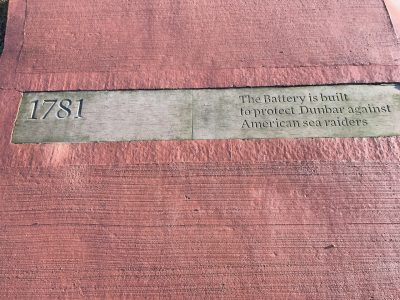 1781
The Battery is built
to protect Dunbar against
American sea raiders